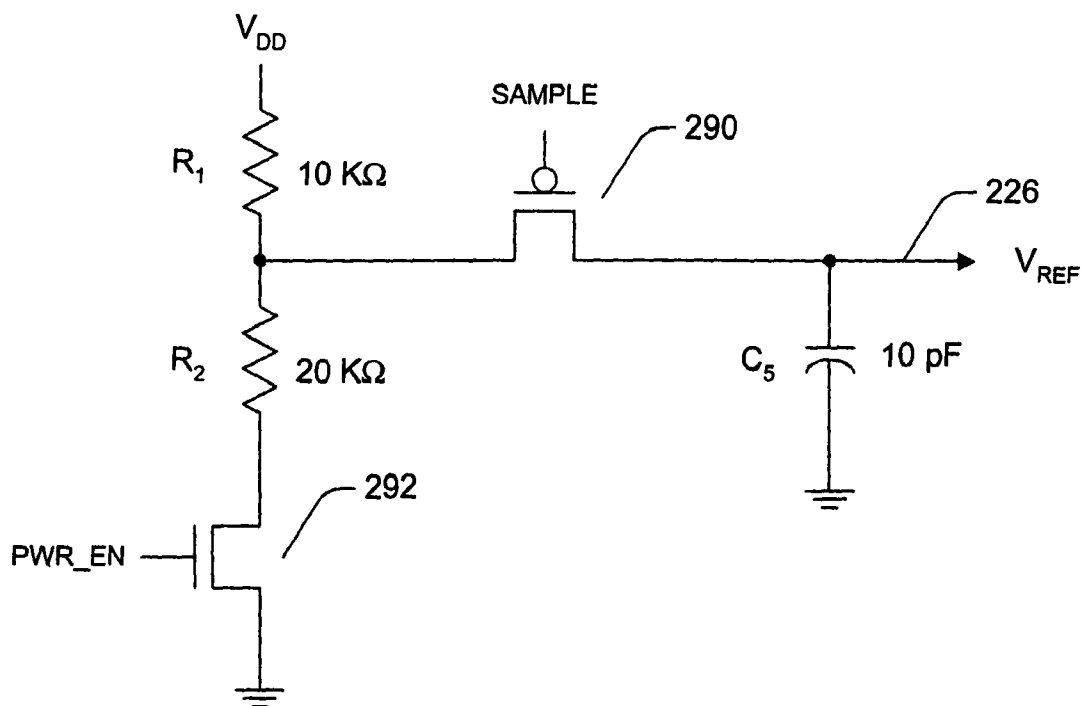 V_DD
SAMPLE
290
R_1
10 KΩ
226
V_REF
R_2
20 KΩ
C_5
10 pF
292
PWR_EN